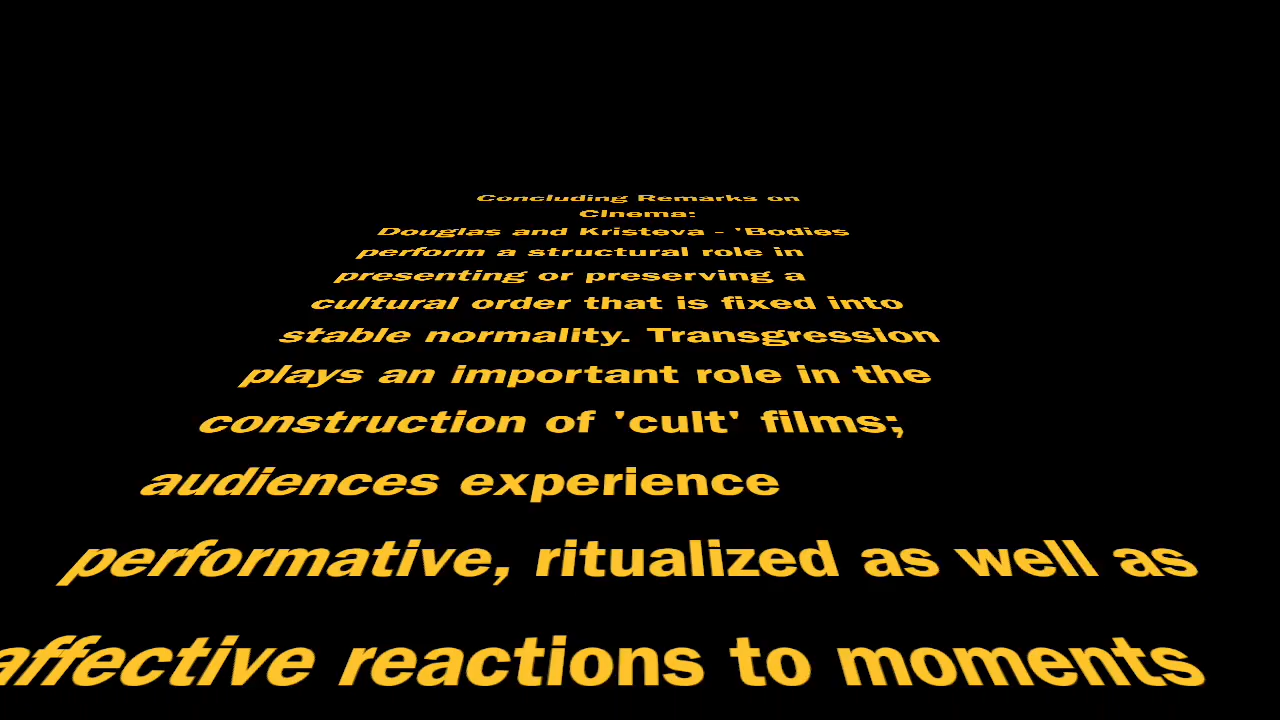 Concluding Remarks on
CInema:
Douglas and Kristeva - 'Bodies
perform a structural role in
presenting or preserving a
cultural order that is fixed into
stable normality. Transgression
plays an important role in the
construction of 'cult' films;
audiences experience
performative, ritualized as well as
affective reactions to moments